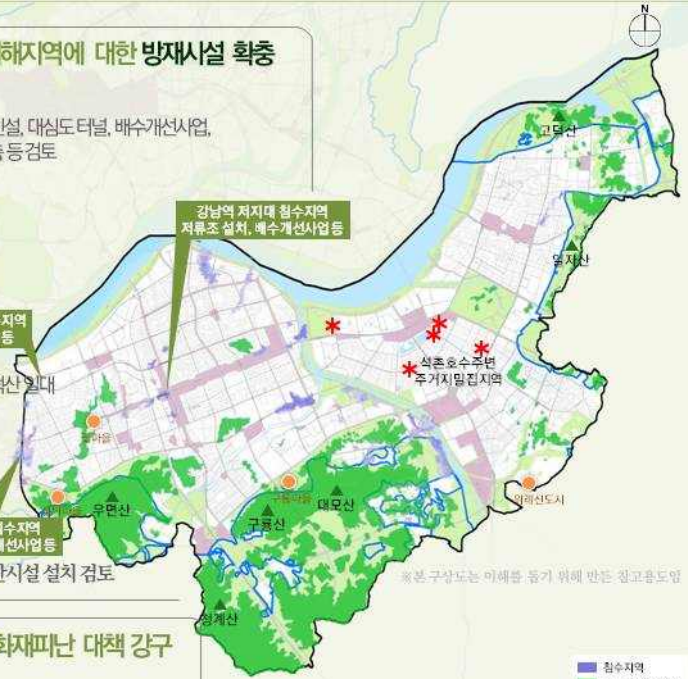 해지역에 대한 방재시설 확충
설, 대심도 터널, 배수개선사업,
등 검토
N
고덕산
강남역 저지대 침수지역
저류조 설치, 배수개선사업 등
일자산
지역
등
석촌호수주변
주거지밀집지역
산 일대
우면산
구룡마을
대모산
구룡산
위례신도시
수지역
개선사업 등
시설 설치 검토
※본 구상도는 이해를 돕기 위해 만든 참고용도임
청계산
화재피난 대책 강구
침수지역